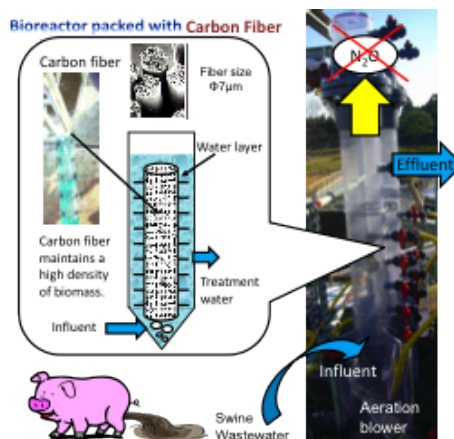 Bioreactor packed with Carbon Fiber
Carbon fiber
Fiber size
Φ7μm
Water layer
Carbon fiber
maintains a
high density
of biomass.
Treatment
water
Influent
N₂O
Effluent
Influent
Aeration
blower
Swine
Wastewater